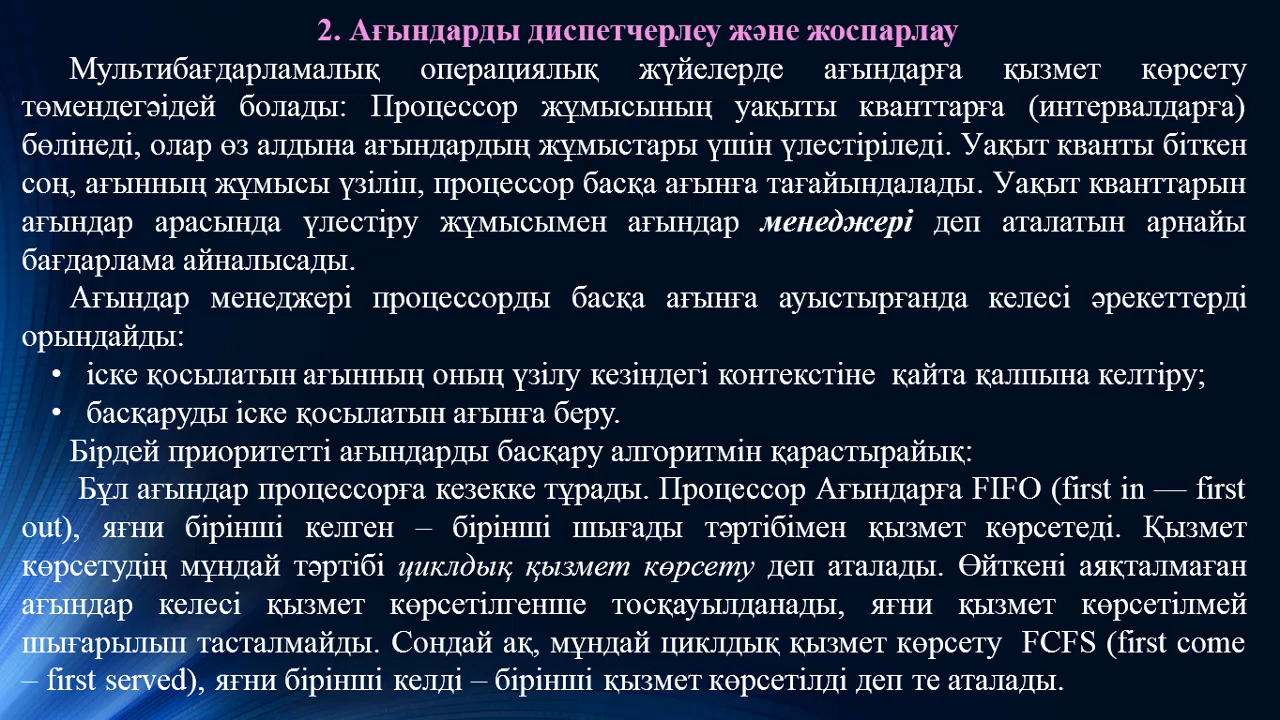 2. Ағындарды диспетчерлеу және жоспарлау
Мультибағдарламалық операциялық жүйелерде ағындарға қызмет көрсету
төмендегәідей болады: Процессор жұмысының уақыты кванттарға (интервалдарға)
бөлінеді, олар өз алдына ағындардың жұмыстары үшін үлестіріледі. Уақыт кванты біткен
соң, ағынның жұмысы үзіліп, процессор басқа ағынға тағайындалады. Уақыт кванттарын
ағындар арасында үлестіру жұмысымен ағындар менеджері деп аталатын арнайы
бағдарлама айналысады.
Ағындар менеджері процессорды басқа ағынға ауыстырғанда келесі әрекеттерді
орындайды:
• іске қосылатын ағынның оның үзілу кезіндегі контекстіне қайта қалпына келтіру;
• басқаруды іске қосылатын ағынға беру.
Бірдей приоритетті ағындарды басқару алгоритмін қарастырайық:
Бұл ағындар процессорға кезекке тұрады. Процессор Ағындарға FIFO (first in — first
out), яғни бірінші келген – бірінші шығады тәртібімен қызмет көрсетеді. Қызмет
көрсетудің мұндай тәртібі циклдық қызмет көрсету деп аталады. Өйткені аяқталмаған
ағындар келесі қызмет көрсетілгенше тосқауылданады, яғни қызмет көрсетілмей
шығарылып тасталмайды. Сондай ақ, мұндай циклдық қызмет көрсету FCFS (first come
– first served), яғни бірінші келді – бірінші қызмет көрсетілді деп те аталады.